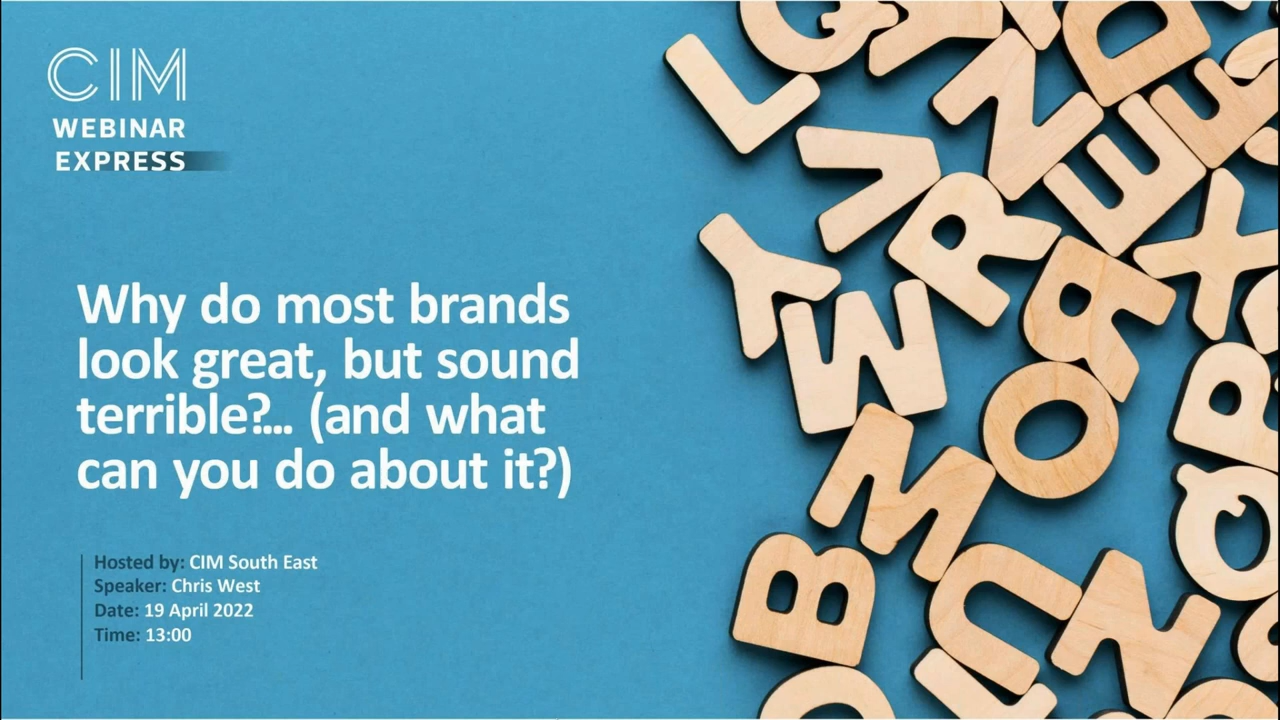 CIM
WEBINAR
EXPRESS
Why do most brands
look great, but sound
terrible?... (and what
can you do about it?)
Hosted by: CIM South East
Speaker: Chris West
Date: 19 April 2022
Time: 13:00